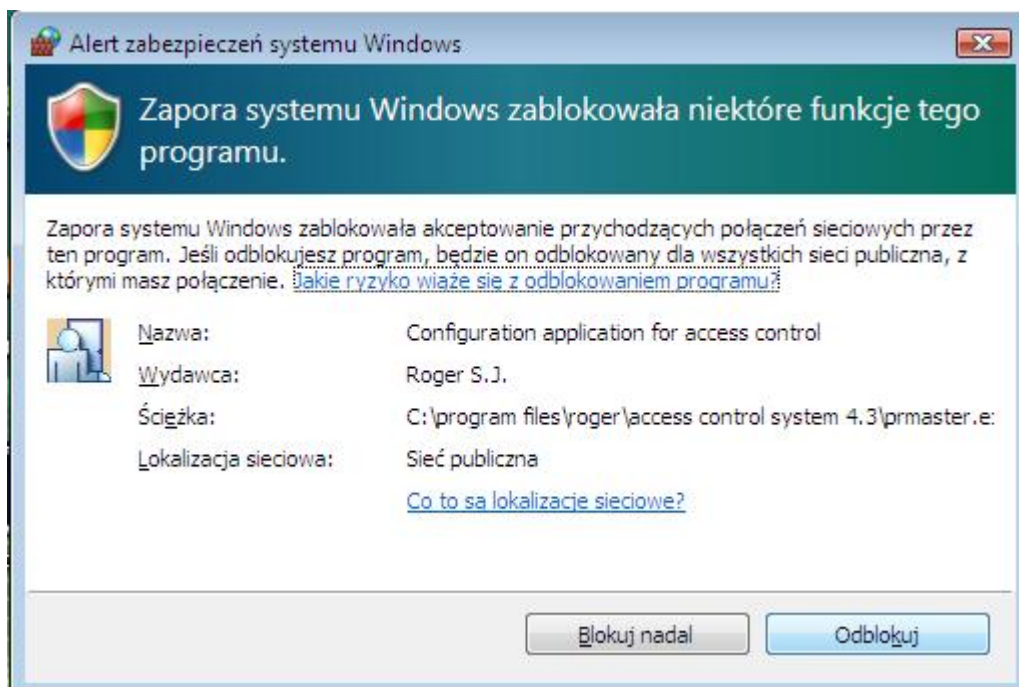 Alert zabezpieczeń systemu Windows
Zapora systemu Windows zablokowała niektóre funkcje tego
programu.
Zapora systemu Windows zablokowała akceptowanie przychodzących połączeń sieciowych przez
ten program. Jeśli odblokujesz program, będzie on odblokowany dla wszystkich sieci publiczna, z
którymi masz połączenie. Jakie ryzyko wiąże się z odblokowaniem programu?
Nazwa: Configuration application for access control
Wydawca: Roger S.J.
Ścieżka: C:\program files\roger\access control system 4.3\prmaster.e
Lokalizacja sieciowa: Sieć publiczna
Co to są lokalizacje sieciowe?
Blokuj nadal Odblokuj